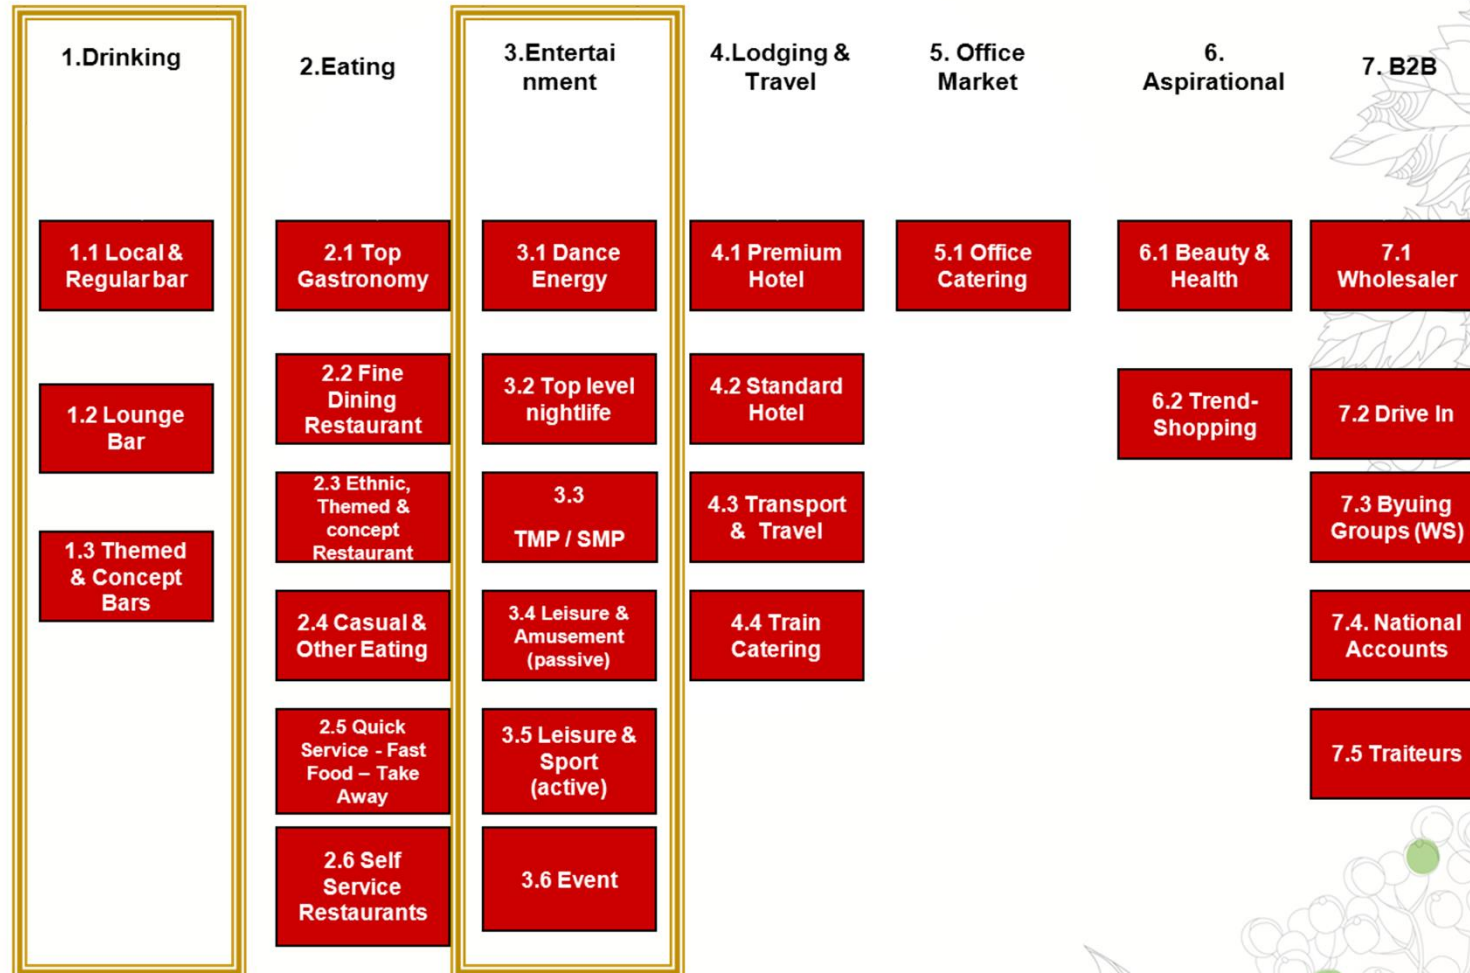 1.Drinking
2.Eating
3.Entertai
nment
4.Lodging &
Travel
5. Office
Market
6.
Aspirational
7. B2B
1.1 Local &
Regular bar
1.2 Lounge
Bar
1.3 Themed
& Concept
Bars
2.1 Top
Gastronomy
2.2 Fine
Dining
Restaurant
2.3 Ethnic,
Themed &
concept
Restaurant
2.4 Casual &
Other Eating
2.5 Quick
Service - Fast
Food – Take
Away
2.6 Self
Service
Restaurants
3.1 Dance
Energy
3.2 Top level
nightlife
3.3
TMP / SMP
3.4 Leisure &
Amusement
(passive)
3.5 Leisure &
Sport
(active)
3.6 Event
4.1 Premium
Hotel
4.2 Standard
Hotel
4.3 Transport
& Travel
4.4 Train
Catering
5.1 Office
Catering
6.1 Beauty &
Health
6.2 Trend-
Shopping
7.1
Wholesaler
7.2 Drive In
7.3 Byuing
Groups (WS)
7.4. National
Accounts
7.5 Traiteurs